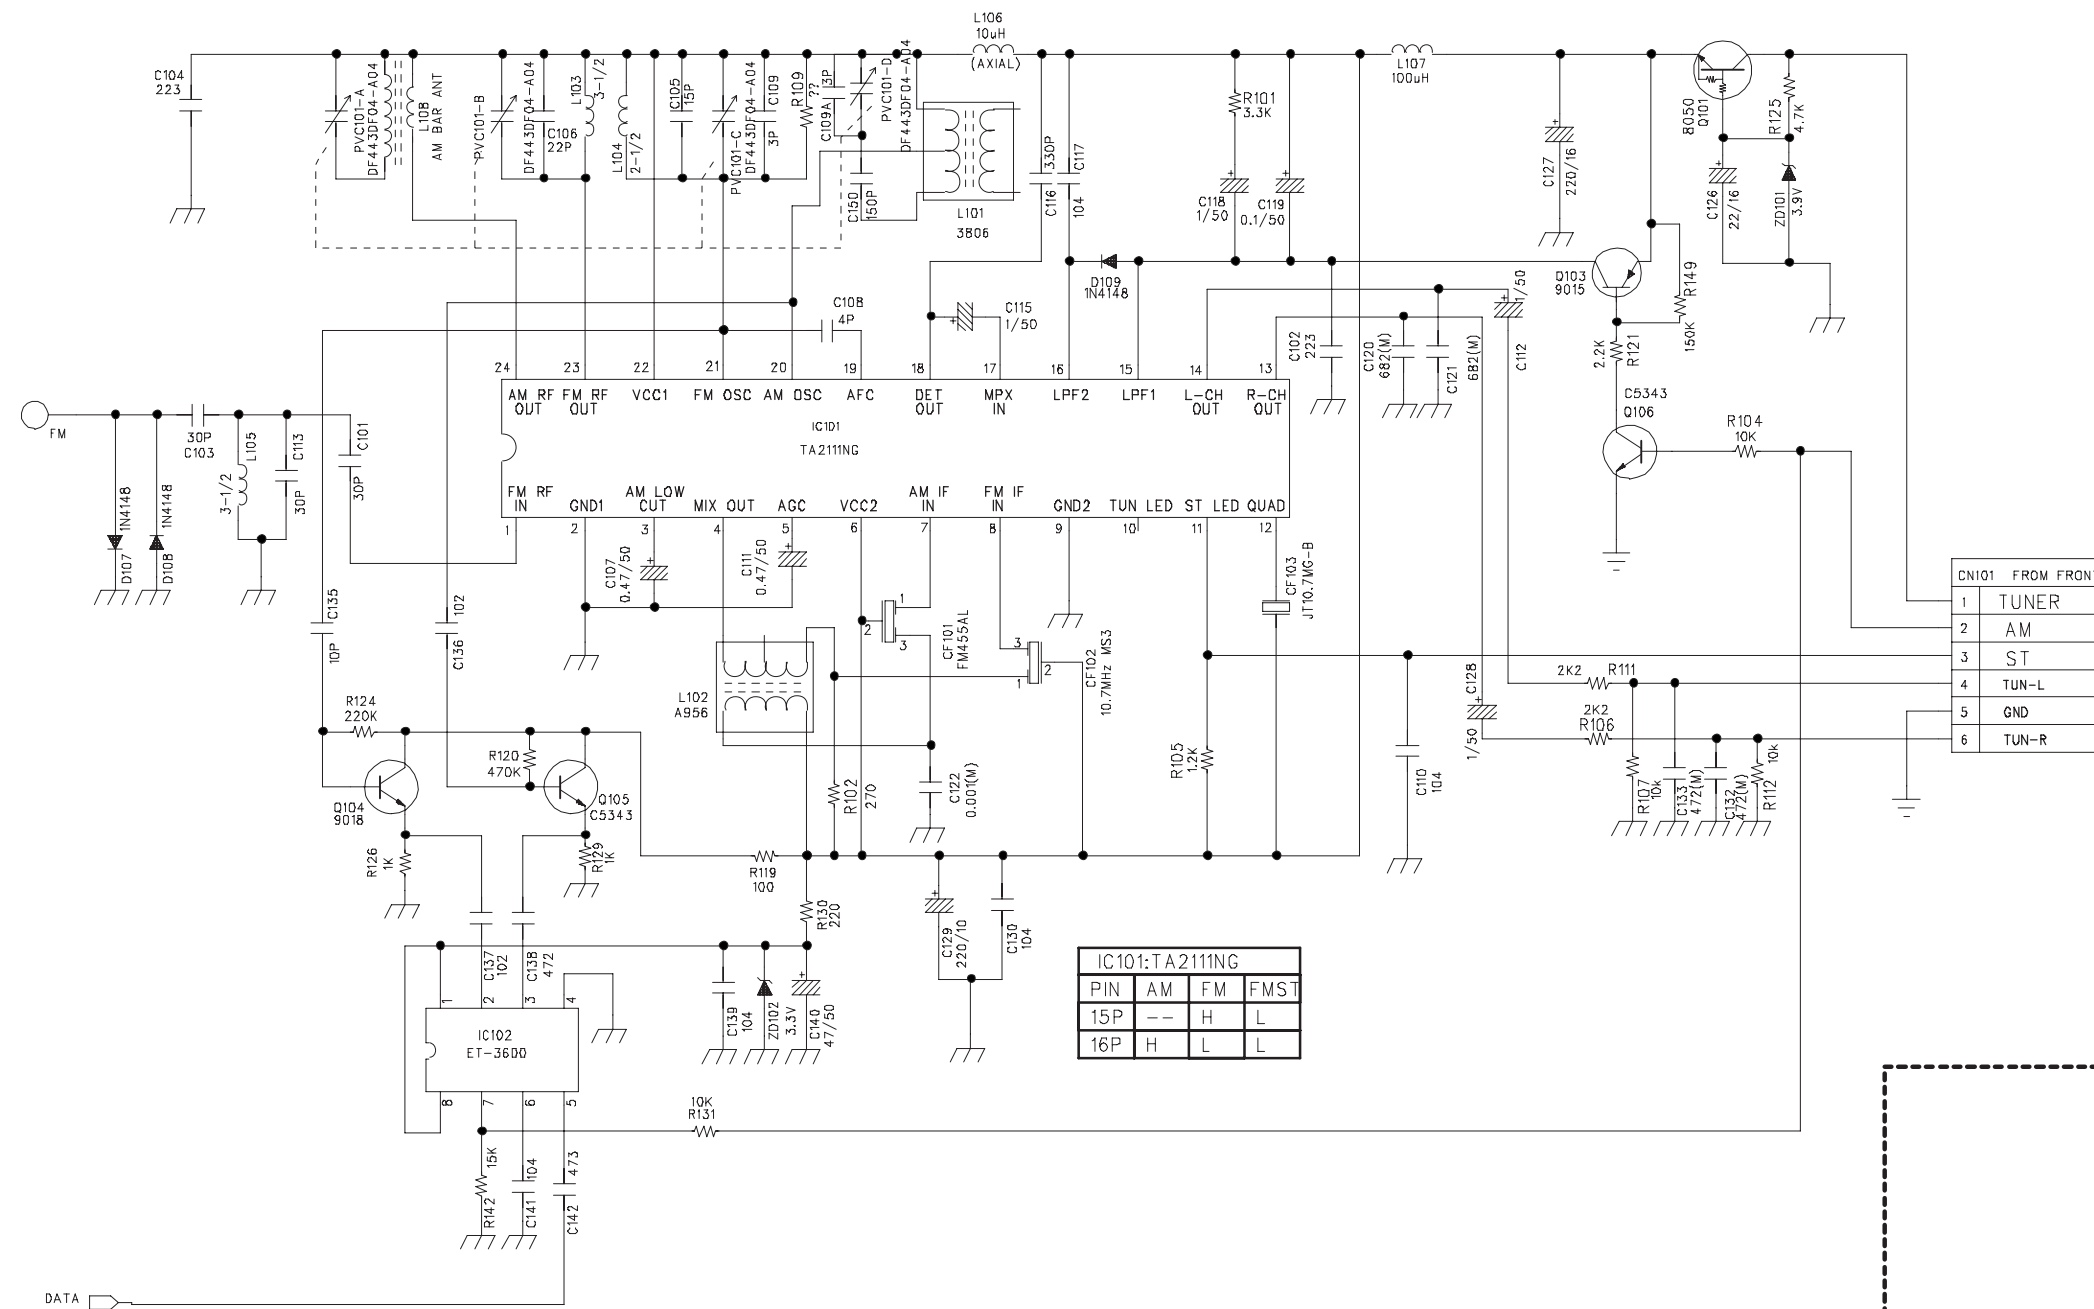 L106
10uH
(AXIAL)
C104
223
PVC101-A
DF443DF04-A04
L108
AM BAR ANT
PVC101-B
DF443DF04-A04
C106
22P
L103
3-1/2
L104
2-1/2
C105
15P
PVC101-C
DF443DF04-A04
C109
3P
R109
??
C109A
3P
PVC101-D
DF443DF04-A04
C150
150P
L101
3806
330P
C116
C117
104
R101
3.3K
C118
1/50
C119
0.1/50
L107
100uH
C127
220/16
8050
Q101
R125
4.7K
C126
22/16
ZD101
3.9V
D109
1N4148
Q103
9015
R149
150K
2.2K
R121
C5343
Q106
R104
10K
C108
4P
C115
1/50
C102
223
C120
682(M)
C121
682(M)
1/50
C112
24 23 22 21 20 19 18 17 16 15 14 13
AM RF OUT
FM RF OUT
VCC1
FM OSC
AM OSC
AFC
DET OUT
MPX IN
LPF2
LPF1
L-CH OUT
R-CH OUT
IC101
TA2111NG
FM RF IN
GND1
AM LOW CUT
MIX OUT
AGC
VCC2
AM IF IN
FM IF IN
GND2
TUN LED
ST LED
QUAD
1 2 3 4 5 6 7 8 9 10 11 12
FM
30P
C103
L105
3-1/2
C113
30P
C101
30P
1N4148
D107
1N4148
D108
C135
10P
102
C136
C107
0.47/50
C111
0.47/50
L102
A956
1
2
3
CF101
FM455AL
3
2
1
CF102
10.7MHz MS3
CF103
JT10.7MG-B
CN101 FROM FRONT
1 TUNER
2 AM
3 ST
4 TUN-L
5 GND
6 TUN-R
R124
220K
Q104
9018
R126
1K
R120
470K
Q105
C5343
R129
1K
R119
100
R102
270
C122
0.001(M)
R105
1.2K
C110
104
C128
1/50
2K2
R111
2K2
R106
R107
10k
C133
472(M)
C132
472(M)
R112
10k
R130
220
C129
220/10
C130
104
C137
102
C138
472
1 2 3 4
IC102
ET-3600
8 7 6 5
C139
104
ZD102
3.3V
C140
47/50
IC101:TA2111NG
PIN AM FM FMST
15P -- H L
16P H L L
10K
R131
15K
R142
104
C141
473
C142
DATA